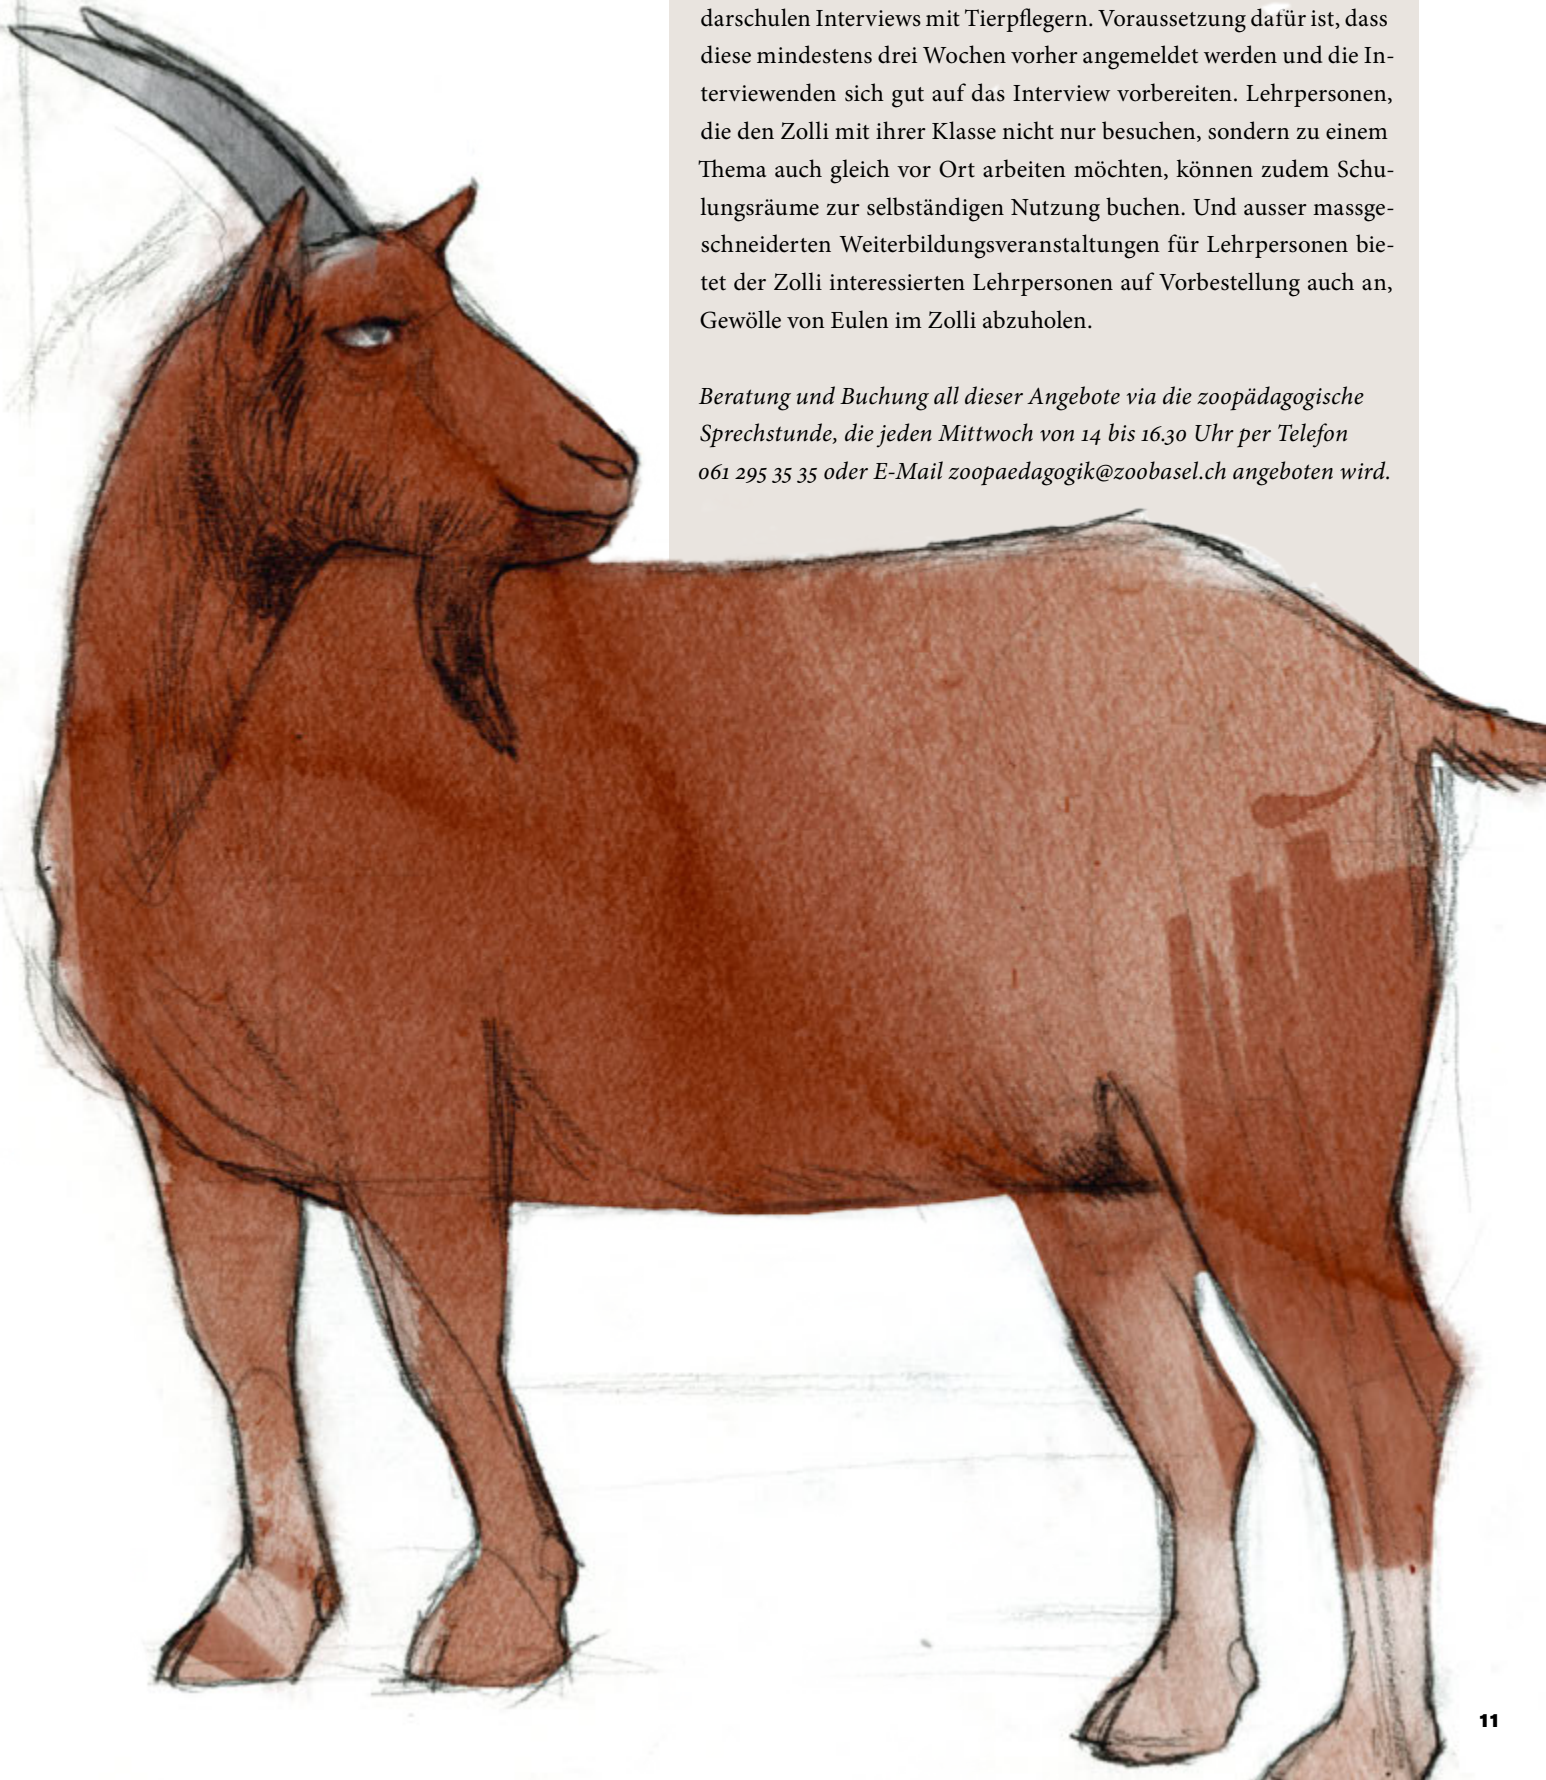 darschulen Interviews mit Tierpflegern. Voraussetzung dafür ist, dass
diese mindestens drei Wochen vorher angemeldet werden und die In-
terviewenden sich gut auf das Interview vorbereiten. Lehrpersonen,
die den Zolli mit ihrer Klasse nicht nur besuchen, sondern zu einem
Thema auch gleich vor Ort arbeiten möchten, können zudem Schu-
lungsräume zur selbständigen Nutzung buchen. Und ausser massge-
schneiderten Weiterbildungsveranstaltungen für Lehrpersonen bie-
tet der Zolli interessierten Lehrpersonen auf Vorbestellung auch an,
Gewölle von Eulen im Zolli abzuholen.
Beratung und Buchung all dieser Angebote via die zoopädagogische
Sprechstunde, die jeden Mittwoch von 14 bis 16.30 Uhr per Telefon
061 295 35 35 oder E-Mail zoopaedagogik@zoobasel.ch angeboten wird.
11